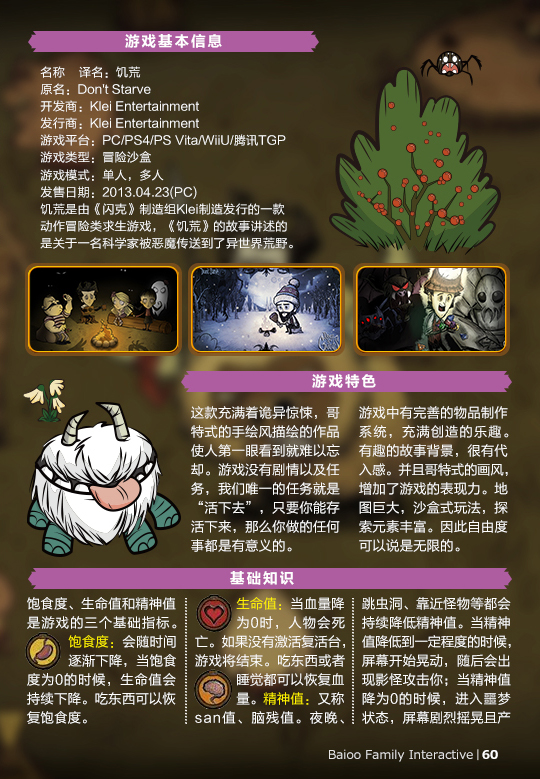 游戏基本信息
名称　译名：饥荒
原名：Don't Starve
开发商：Klei Entertainment
发行商：Klei Entertainment
游戏平台：PC/PS4/PS Vita/WiiU/腾讯TGP
游戏类型：冒险沙盒
游戏模式：单人，多人
发售日期：2013.04.23(PC)
饥荒是由《闪克》制造组Klei制造发行的一款
动作冒险类求生游戏，《饥荒》的故事讲述的
是关于一名科学家被恶魔传送到了异世界荒野。
游戏特色
这款充满着诡异惊悚，哥
特式的手绘风描绘的作品
使人第一眼看到就难以忘
却。游戏没有剧情以及任
务，我们唯一的任务就是
“活下去”，只要你能存
活下来，那么你做的任何
事都是有意义的。
游戏中有完善的物品制作
系统，充满创造的乐趣。
有趣的故事背景，很有代
入感。并且哥特式的画风，
增加了游戏的表现力。地
图巨大，沙盒式玩法，探
索元素丰富。因此自由度
可以说是无限的。
基础知识
饱食度、生命值和精神值
是游戏的三个基础指标。
饱食度：会随时间
逐渐下降，当饱食
度为0的时候，生命值会
持续下降。吃东西可以恢
复饱食度。
生命值：当血量降
为0时，人物会死
亡。如果没有激活复活台，
游戏将结束。吃东西或者
睡觉都可以恢复血
量。精神值：又称
san值、脑残值。夜晚、
跳虫洞、靠近怪物等都会
持续降低精神值。当精神
值降低到一定程度的时候，
屏幕开始晃动，随后会出
现影怪攻击你；当精神值
降为0的时候，进入噩梦
状态，屏幕剧烈摇晃且产
Baioo Family Interactive | 60